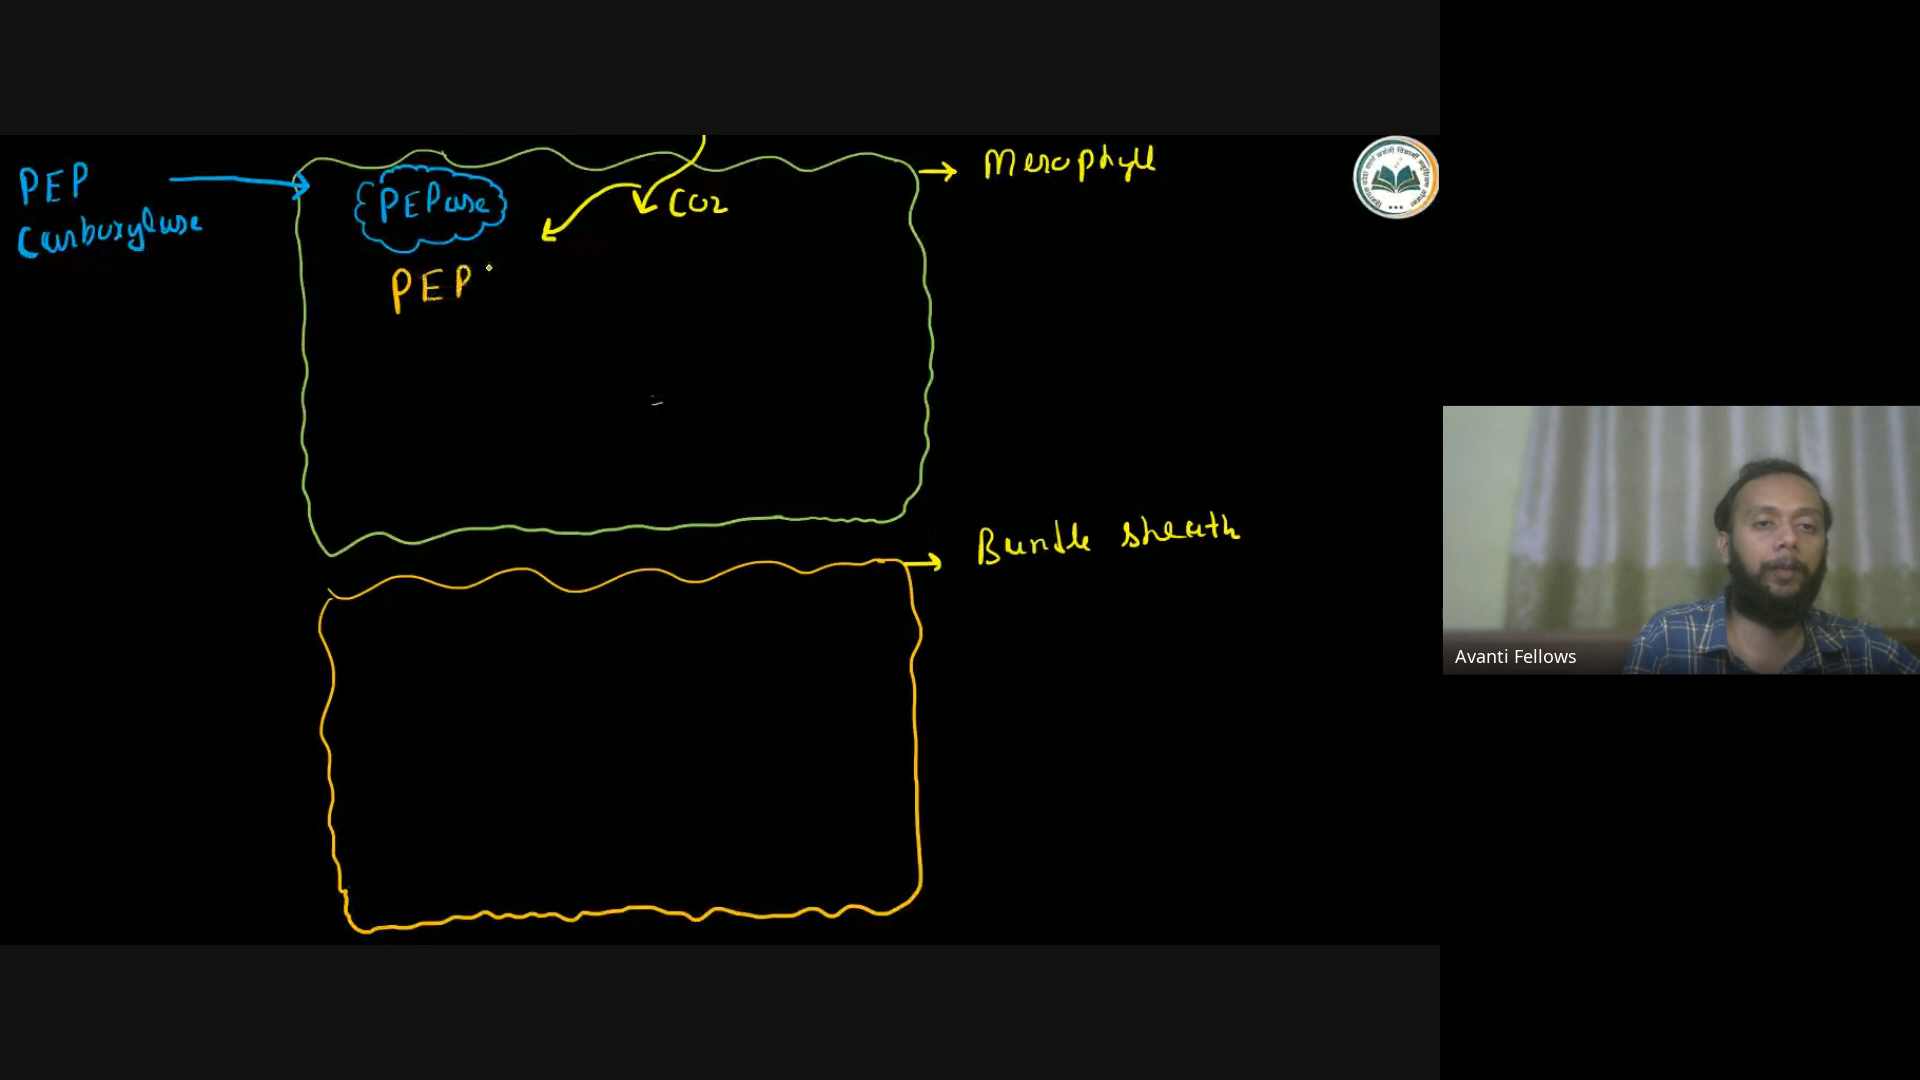 PEP
Carboxylase
PEPase
CO2
PEP
Mesophyll
Bundle sheath
Avanti Fellows